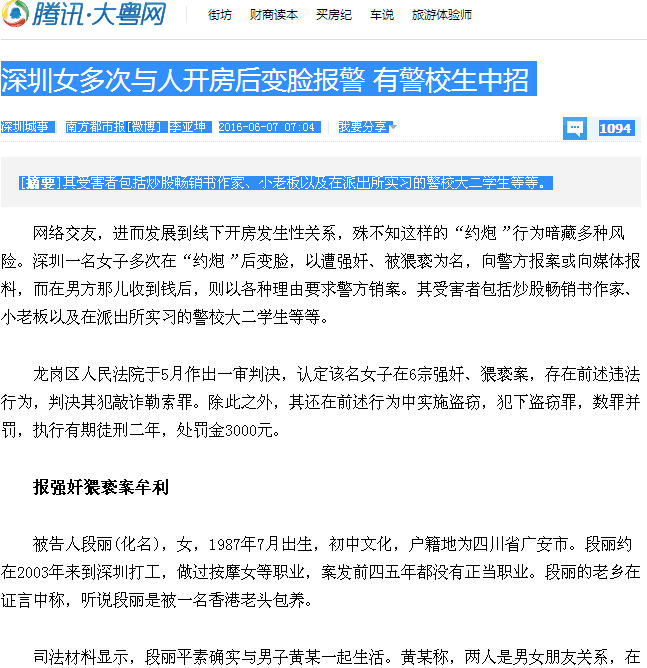 腾讯·大粤网 街坊 财商读本 买房纪 车说 旅游体验师
深圳女多次与人开房后变脸报警 有警校生中招
深圳城事 南方都市报[微博] 李亚坤 2016-06-07 07:04 我要分享 1094
[摘要]其受害者包括炒股畅销书作家、小老板以及在派出所实习的警校大二学生等等。
网络交友，进而发展到线下开房发生性关系，殊不知这样的“约炮 ”行为暗藏多种风
险。深圳一名女子多次在“约炮 ”后变脸，以遭强奸、被猥亵为名，向警方报案或向媒体报
料，而在男方那儿收到钱后，则以各种理由要求警方销案。其受害者包括炒股畅销书作家、
小老板以及在派出所实习的警校大二学生等等。
龙岗区人民法院于5月作出一审判决，认定该名女子在6宗强奸、猥亵案，存在前述违法
行为，判决其犯敲诈勒索罪。除此之外，其还在前述行为中实施盗窃，犯下盗窃罪，数罪并
罚，执行有期徒刑二年，处罚金3000元。
报强奸猥亵案牟利
被告人段丽(化名)，女，1987年7月出生，初中文化，户籍地为四川省广安市。段丽约
在2003年来到深圳打工，做过按摩女等职业，案发前四五年都没有正当职业。段丽的老乡在
证言中称，听说段丽是被一名香港老头包养。
司法材料显示，段丽平素确实与男子黄某一起生活。黄某称，两人是男女朋友关系，在